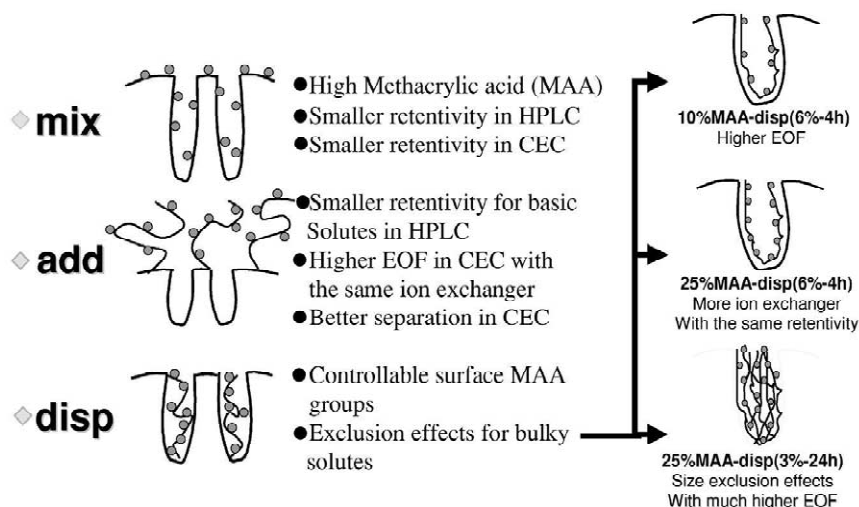 mix
●High Methacrylic acid (MAA)
●Smaller retentivity in HPLC
●Smaller retentivity in CEC
add
●Smaller retentivity for basic
Solutes in HPLC
●Higher EOF in CEC with
the same ion exchanger
●Better separation in CEC
disp
●Controllable surface MAA
groups
●Exclusion effects for bulky
solutes
10%MAA-disp(6%-4h)
Higher EOF
25%MAA-disp(6%-4h)
More ion exchanger
With the same retentivity
25%MAA-disp(3%-24h)
Size exclusion effects
With much higher EOF